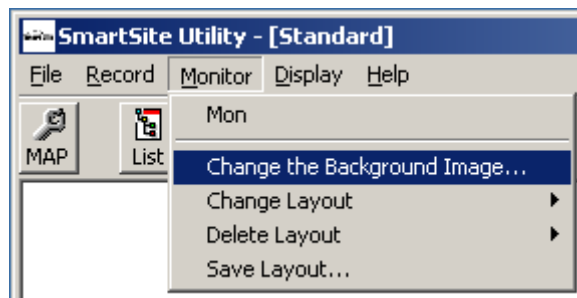 SmartSite Utility - [Standard]
File Record Monitor Display Help
MAP List
Mon
Change the Background Image...
Change Layout
Delete Layout
Save Layout...